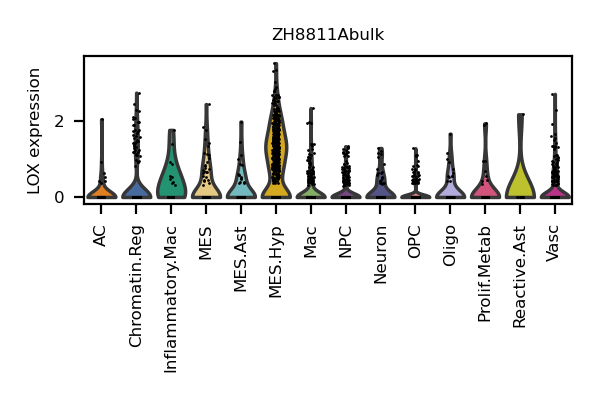 ZH8811Abulk
LOX expression
2
0
AC
Chromatin.Reg
Inflammatory.Mac
MES
MES.Ast
MES.Hyp
Mac
NPC
Neuron
OPC
Oligo
Prolif.Metab
Reactive.Ast
Vasc